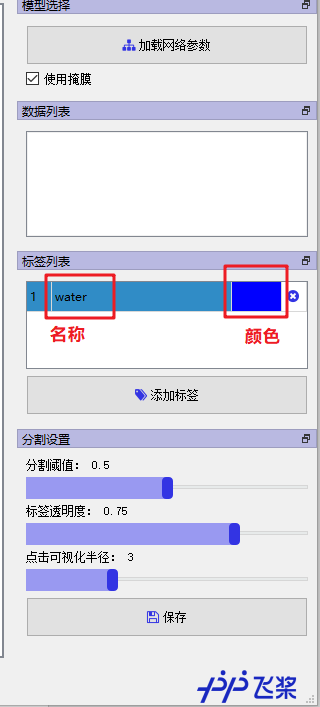 模型选择
加载网络参数
使用掩膜
数据列表
标签列表
1 water
名称
颜色
添加标签
分割设置
分割阈值： 0.5
标签透明度： 0.75
点击可视化半径： 3
保存
飞桨